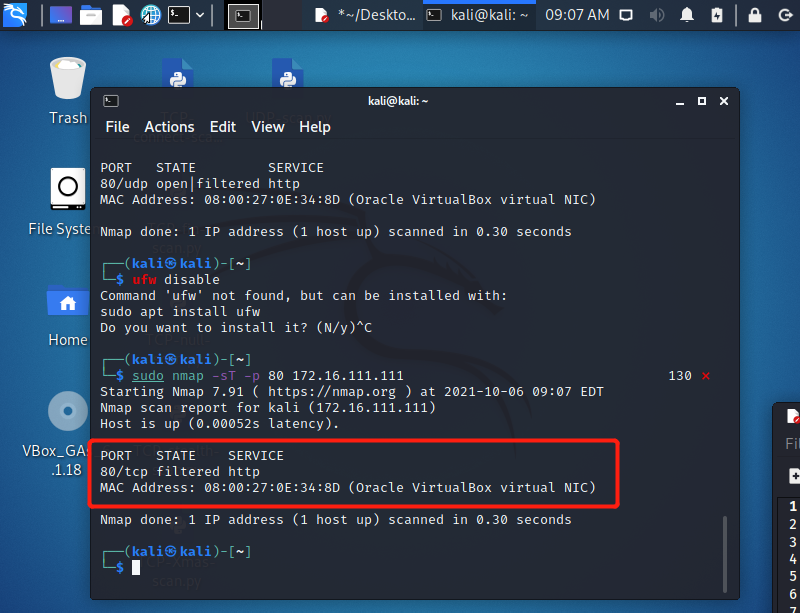 *~/Deskto...
kali@kali: ~
09:07 AM
Trash
File Syste
Home
VBox_GAs
.1.18
kali@kali: ~
File Actions Edit View Help
PORT STATE SERVICE
80/udp open|filtered http
MAC Address: 08:00:27:0E:34:8D (Oracle VirtualBox virtual NIC)
Nmap done: 1 IP address (1 host up) scanned in 0.30 seconds
┌──(kali㉿kali)-[~]
└─$ ufw disable
Command 'ufw' not found, but can be installed with:
sudo apt install ufw
Do you want to install it? (N/y)^C
┌──(kali㉿kali)-[~]
└─$ sudo nmap -sT -p 80 172.16.111.111 130 ⨯
Starting Nmap 7.91 ( https://nmap.org ) at 2021-10-06 09:07 EDT
Nmap scan report for kali (172.16.111.111)
Host is up (0.00052s latency).
PORT STATE SERVICE
80/tcp filtered http
MAC Address: 08:00:27:0E:34:8D (Oracle VirtualBox virtual NIC)
Nmap done: 1 IP address (1 host up) scanned in 0.30 seconds
┌──(kali㉿kali)-[~]
└─$
TCP-Xmas-
scan.py
Fil
1
2
3
4
5
6
7